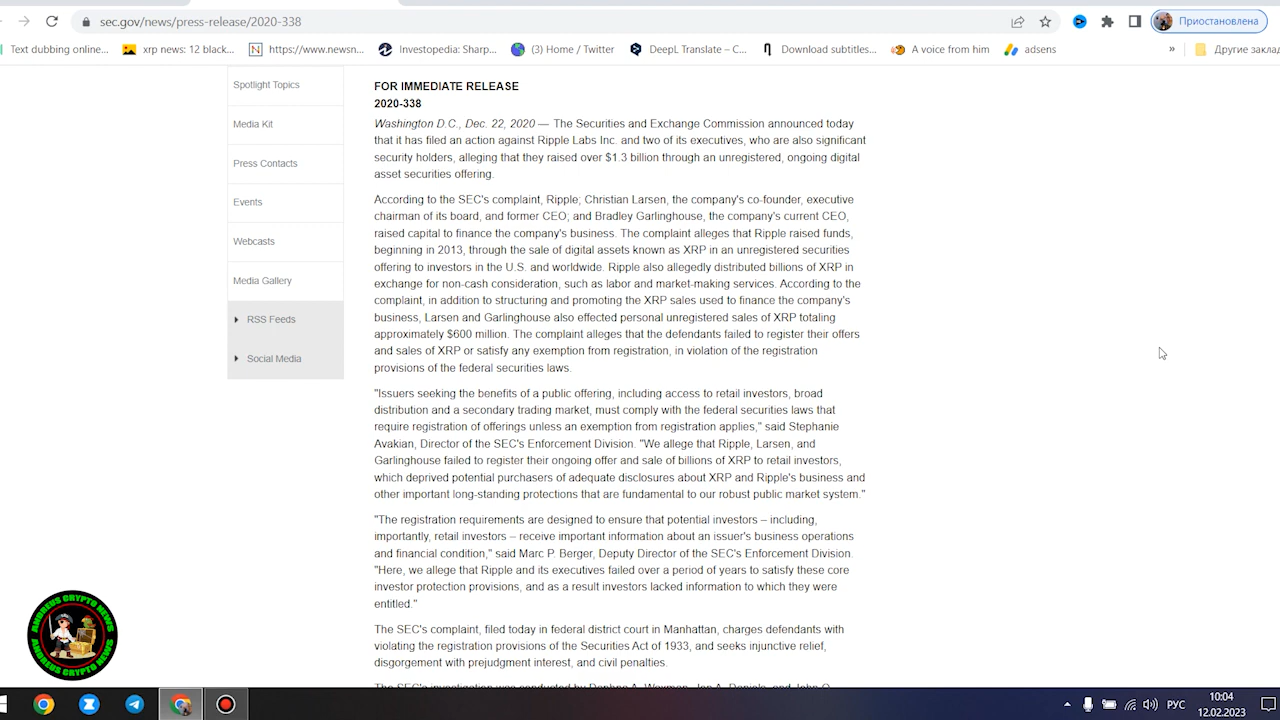 sec.gov/news/press-release/2020-338
Приостановлена
Text dubbing online...
xrp news: 12 black...
https://www.newsn...
Investopedia: Sharp...
(3) Home / Twitter
DeepL Translate – C...
Download subtitles...
A voice from him
adsens
»
Другие заклад
Spotlight Topics
Media Kit
Press Contacts
Events
Webcasts
Media Gallery
RSS Feeds
Social Media
FOR IMMEDIATE RELEASE
2020-338
Washington D.C., Dec. 22, 2020 — The Securities and Exchange Commission announced today
that it has filed an action against Ripple Labs Inc. and two of its executives, who are also significant
security holders, alleging that they raised over $1.3 billion through an unregistered, ongoing digital
asset securities offering.
According to the SEC's complaint, Ripple; Christian Larsen, the company's co-founder, executive
chairman of its board, and former CEO; and Bradley Garlinghouse, the company's current CEO,
raised capital to finance the company's business. The complaint alleges that Ripple raised funds,
beginning in 2013, through the sale of digital assets known as XRP in an unregistered securities
offering to investors in the U.S. and worldwide. Ripple also allegedly distributed billions of XRP in
exchange for non-cash consideration, such as labor and market-making services. According to the
complaint, in addition to structuring and promoting the XRP sales used to finance the company's
business, Larsen and Garlinghouse also effected personal unregistered sales of XRP totaling
approximately $600 million. The complaint alleges that the defendants failed to register their offers
and sales of XRP or satisfy any exemption from registration, in violation of the registration
provisions of the federal securities laws.
"Issuers seeking the benefits of a public offering, including access to retail investors, broad
distribution and a secondary trading market, must comply with the federal securities laws that
require registration of offerings unless an exemption from registration applies," said Stephanie
Avakian, Director of the SEC's Enforcement Division. "We allege that Ripple, Larsen, and
Garlinghouse failed to register their ongoing offer and sale of billions of XRP to retail investors,
which deprived potential purchasers of adequate disclosures about XRP and Ripple's business and
other important long-standing protections that are fundamental to our robust public market system."
"The registration requirements are designed to ensure that potential investors – including,
importantly, retail investors – receive important information about an issuer's business operations
and financial condition," said Marc P. Berger, Deputy Director of the SEC's Enforcement Division.
"Here, we allege that Ripple and its executives failed over a period of years to satisfy these core
investor protection provisions, and as a result investors lacked information to which they were
entitled."
The SEC's complaint, filed today in federal district court in Manhattan, charges defendants with
violating the registration provisions of the Securities Act of 1933, and seeks injunctive relief,
disgorgement with prejudgment interest, and civil penalties.
The SEC's investigation was conducted by Daphna A. Waxman, Jon A. Daniels, and John O.
ANDREUS CRYPTO NEWS
ANDREUS CRYPTO NEWS
РУС
10:04
12.02.2023